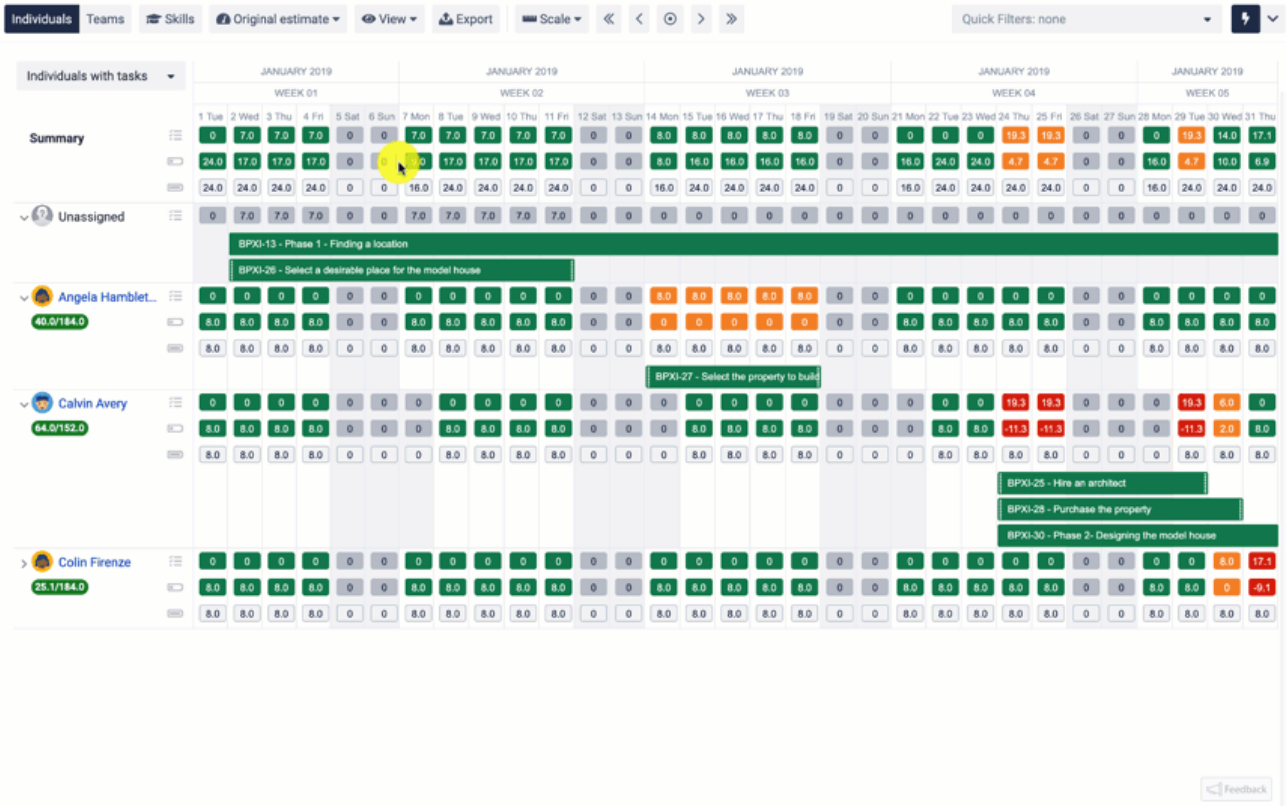 Individuals Teams Skills Original estimate View Export Scale Quick Filters: none
Individuals with tasks JANUARY 2019 JANUARY 2019 JANUARY 2019 JANUARY 2019 JANUARY 2019
WEEK 01 WEEK 02 WEEK 03 WEEK 04 WEEK 05
1 Tue 2 Wed 3 Thu 4 Fri 5 Sat 6 Sun 7 Mon 8 Tue 9 Wed 10 Thu 11 Fri 12 Sat 13 Sun 14 Mon 15 Tue 16 Wed 17 Thu 18 Fri 19 Sat 20 Sun 21 Mon 22 Tue 23 Wed 24 Thu 25 Fri 26 Sat 27 Sun 28 Mon 29 Tue 30 Wed 31 Thu
Summary 0 7.0 7.0 7.0 0 0 7.0 7.0 7.0 7.0 7.0 0 0 8.0 8.0 8.0 8.0 8.0 0 0 0 0 0 19.3 19.3 0 0 0 19.3 14.0 17.1
24.0 17.0 17.0 17.0 0 0 17.0 17.0 17.0 17.0 0 0 8.0 16.0 16.0 16.0 16.0 0 0 16.0 24.0 24.0 4.7 4.7 0 0 16.0 4.7 10.0 6.9
24.0 24.0 24.0 24.0 0 0 16.0 24.0 24.0 24.0 24.0 0 0 16.0 24.0 24.0 24.0 24.0 0 0 16.0 24.0 24.0 24.0 24.0 0 0 16.0 24.0 24.0 24.0
Unassigned 0 7.0 7.0 7.0 0 0 7.0 7.0 7.0 7.0 7.0 0 0 0 0 0 0 0 0 0 0 0 0 0 0 0 0 0 0 0 0
BPXI-13 - Phase 1 - Finding a location
BPXI-26 - Select a desirable place for the model house
Angela Hamblet... 0 0 0 0 0 0 0 0 0 0 0 0 0 8.0 8.0 8.0 8.0 8.0 0 0 0 0 0 0 0 0 0 0 0 0 0
40.0/184.0 8.0 8.0 8.0 8.0 0 0 8.0 8.0 8.0 8.0 8.0 0 0 0 0 0 0 0 0 0 8.0 8.0 8.0 8.0 8.0 0 0 8.0 8.0 8.0 8.0
8.0 8.0 8.0 8.0 0 0 8.0 8.0 8.0 8.0 8.0 0 0 8.0 8.0 8.0 8.0 8.0 0 0 8.0 8.0 8.0 8.0 8.0 0 0 8.0 8.0 8.0 8.0
BPXI-27 - Select the property to build
Calvin Avery 0 0 0 0 0 0 0 0 0 0 0 0 0 0 0 0 0 0 0 0 0 0 0 19.3 19.3 0 0 0 19.3 6.0 0
64.0/152.0 8.0 8.0 8.0 8.0 0 0 0 8.0 8.0 8.0 8.0 0 0 0 8.0 8.0 8.0 8.0 0 0 0 8.0 8.0 -11.3 -11.3 0 0 0 -11.3 2.0 8.0
8.0 8.0 8.0 8.0 0 0 0 8.0 8.0 8.0 8.0 0 0 0 8.0 8.0 8.0 8.0 0 0 0 8.0 8.0 8.0 8.0 0 0 0 8.0 8.0 8.0
BPXI-25 - Hire an architect
BPXI-28 - Purchase the property
BPXI-30 - Phase 2- Designing the model house
Colin Firenze 0 0 0 0 0 0 0 0 0 0 0 0 0 0 0 0 0 0 0 0 0 0 0 0 0 0 0 0 0 8.0 17.1
25.1/184.0 8.0 8.0 8.0 8.0 0 0 8.0 8.0 8.0 8.0 8.0 0 0 8.0 8.0 8.0 8.0 8.0 0 0 8.0 8.0 8.0 8.0 8.0 0 0 8.0 8.0 0 -9.1
8.0 8.0 8.0 8.0 0 0 8.0 8.0 8.0 8.0 8.0 0 0 8.0 8.0 8.0 8.0 8.0 0 0 8.0 8.0 8.0 8.0 8.0 0 0 8.0 8.0 8.0 8.0
Feedback